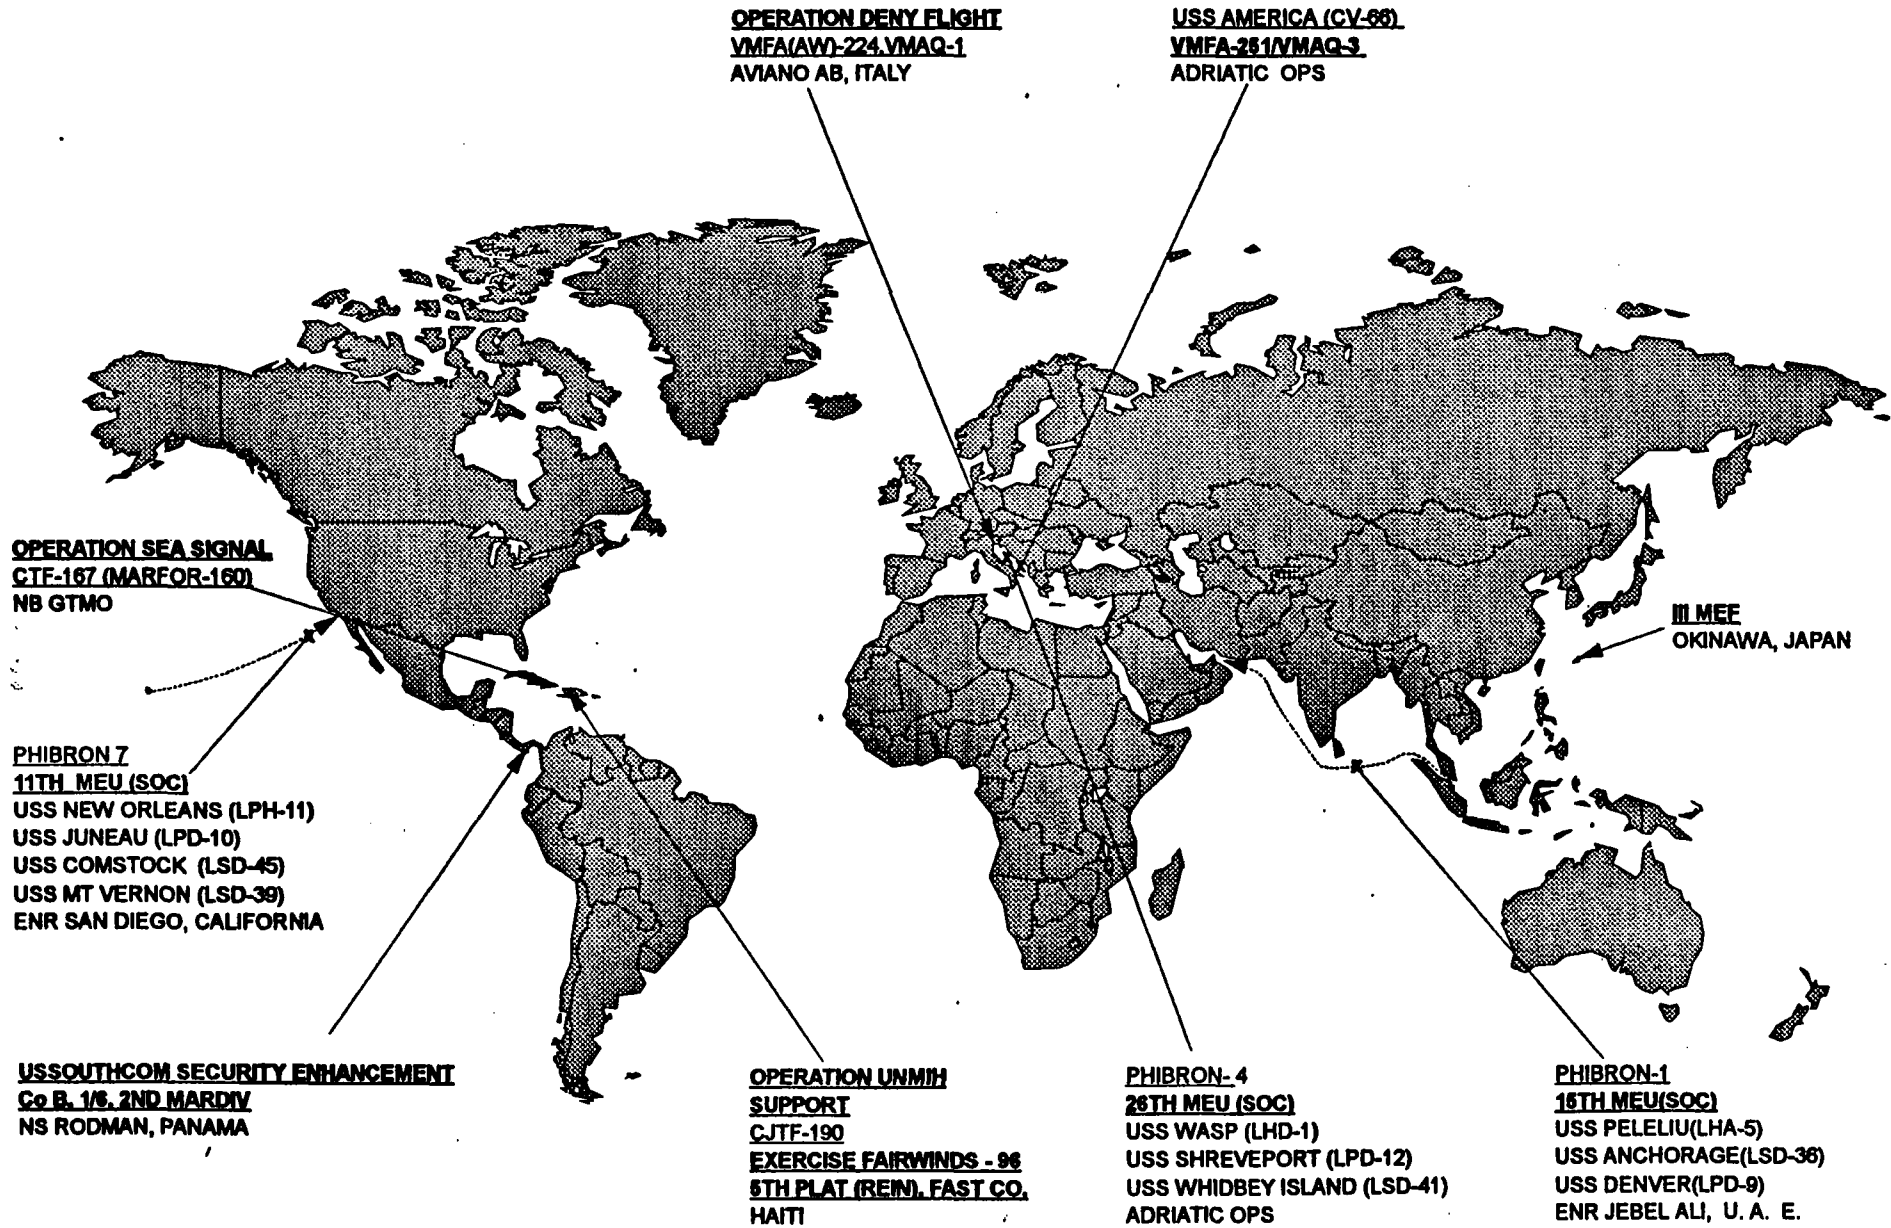 OPERATION DENY FLIGHT
VMFA(AW)-224,VMAQ-1
AVIANO AB, ITALY
USS AMERICA (CV-66)
VMFA-251/VMAQ-3
ADRIATIC OPS
OPERATION SEA SIGNAL
CTF-167 (MARFOR-160)
NB GTMO
III MEF
OKINAWA, JAPAN
PHIBRON 7
11TH MEU (SOC)
USS NEW ORLEANS (LPH-11)
USS JUNEAU (LPD-10)
USS COMSTOCK (LSD-45)
USS MT VERNON (LSD-39)
ENR SAN DIEGO, CALIFORNIA
USSOUTHCOM SECURITY ENHANCEMENT
Co B, 1/6, 2ND MARDIV
NS RODMAN, PANAMA
OPERATION UNMIH
SUPPORT
CJTF-190
EXERCISE FAIRWINDS - 96
5TH PLAT (REIN), FAST CO,
HAITI
PHIBRON- 4
26TH MEU (SOC)
USS WASP (LHD-1)
USS SHREVEPORT (LPD-12)
USS WHIDBEY ISLAND (LSD-41)
ADRIATIC OPS
PHIBRON-1
15TH MEU(SOC)
USS PELELIU(LHA-5)
USS ANCHORAGE(LSD-36)
USS DENVER(LPD-9)
ENR JEBEL ALI, U. A. E.